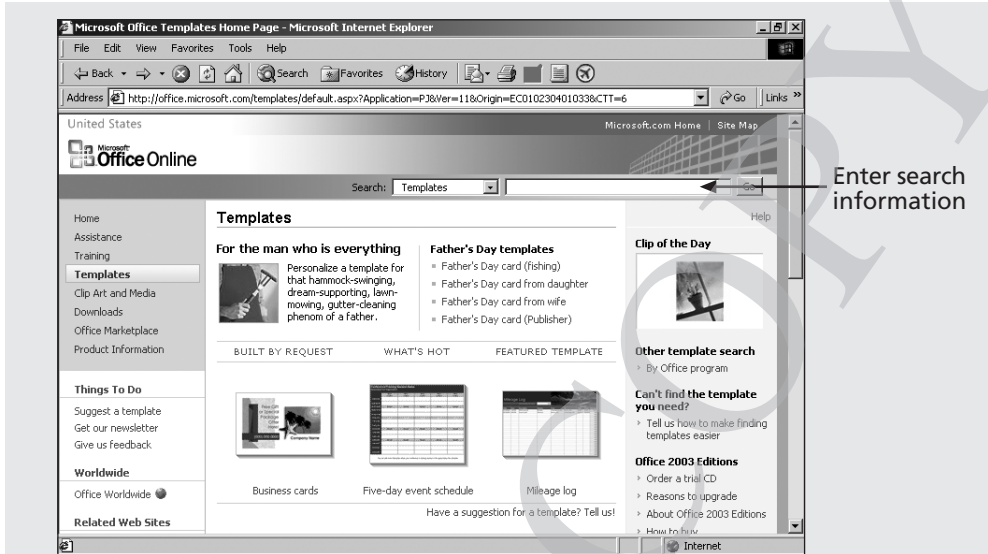 Microsoft Office Templates Home Page - Microsoft Internet Explorer
File Edit View Favorites Tools Help
Back Search Favorites History
Address http://office.microsoft.com/templates/default.aspx?Application=PJ&Ver=11&Origin=EC010230401033&CTT=6 Go Links »
United States
Microsoft.com Home | Site Map
Microsoft
Office Online
Search: Templates Go
Enter search
information
Home
Assistance
Training
Templates
Clip Art and Media
Downloads
Office Marketplace
Product Information
Things To Do
Suggest a template
Get our newsletter
Give us feedback
Worldwide
Office Worldwide
Related Web Sites
Templates
Help
For the man who is everything
Personalize a template for
that hammock-swinging,
dream-supporting, lawn-
mowing, gutter-cleaning
phenom of a father.
Father's Day templates
Father's Day card (fishing)
Father's Day card from daughter
Father's Day card from wife
Father's Day card (Publisher)
BUILT BY REQUEST
WHAT'S HOT
FEATURED TEMPLATE
Business cards
Five-day event schedule
Mileage log
Have a suggestion for a template? Tell us!
Clip of the Day
Other template search
By Office program
Can't find the template
you need?
Tell us how to make finding
templates easier
Office 2003 Editions
Order a trial CD
Reasons to upgrade
About Office 2003 Editions
How to buy
Internet
COPY